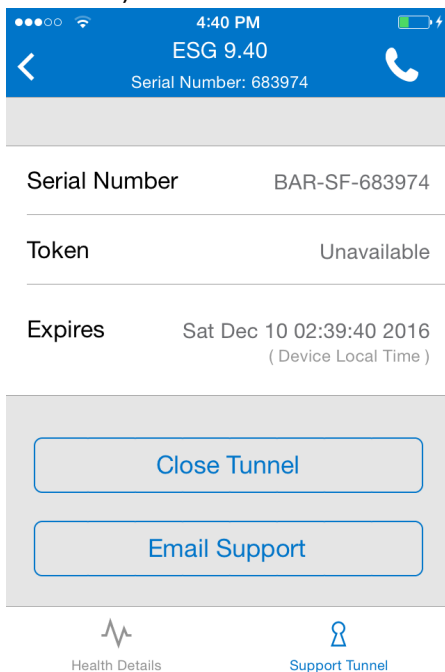 4:40 PM
ESG 9.40
Serial Number: 683974
Serial Number BAR-SF-683974
Token Unavailable
Expires Sat Dec 10 02:39:40 2016
( Device Local Time )
Close Tunnel
Email Support
Health Details Support Tunnel